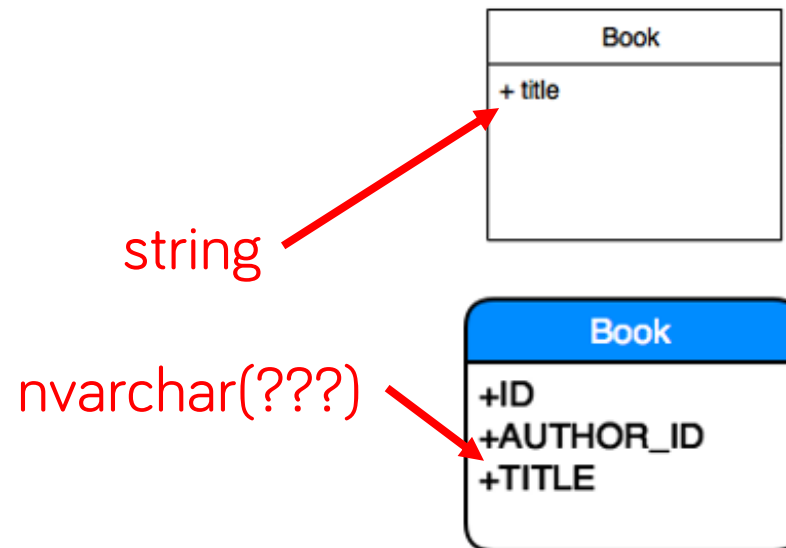 Book
+ title
string
Book
nvarchar(???)
+ID
+AUTHOR_ID
+TITLE